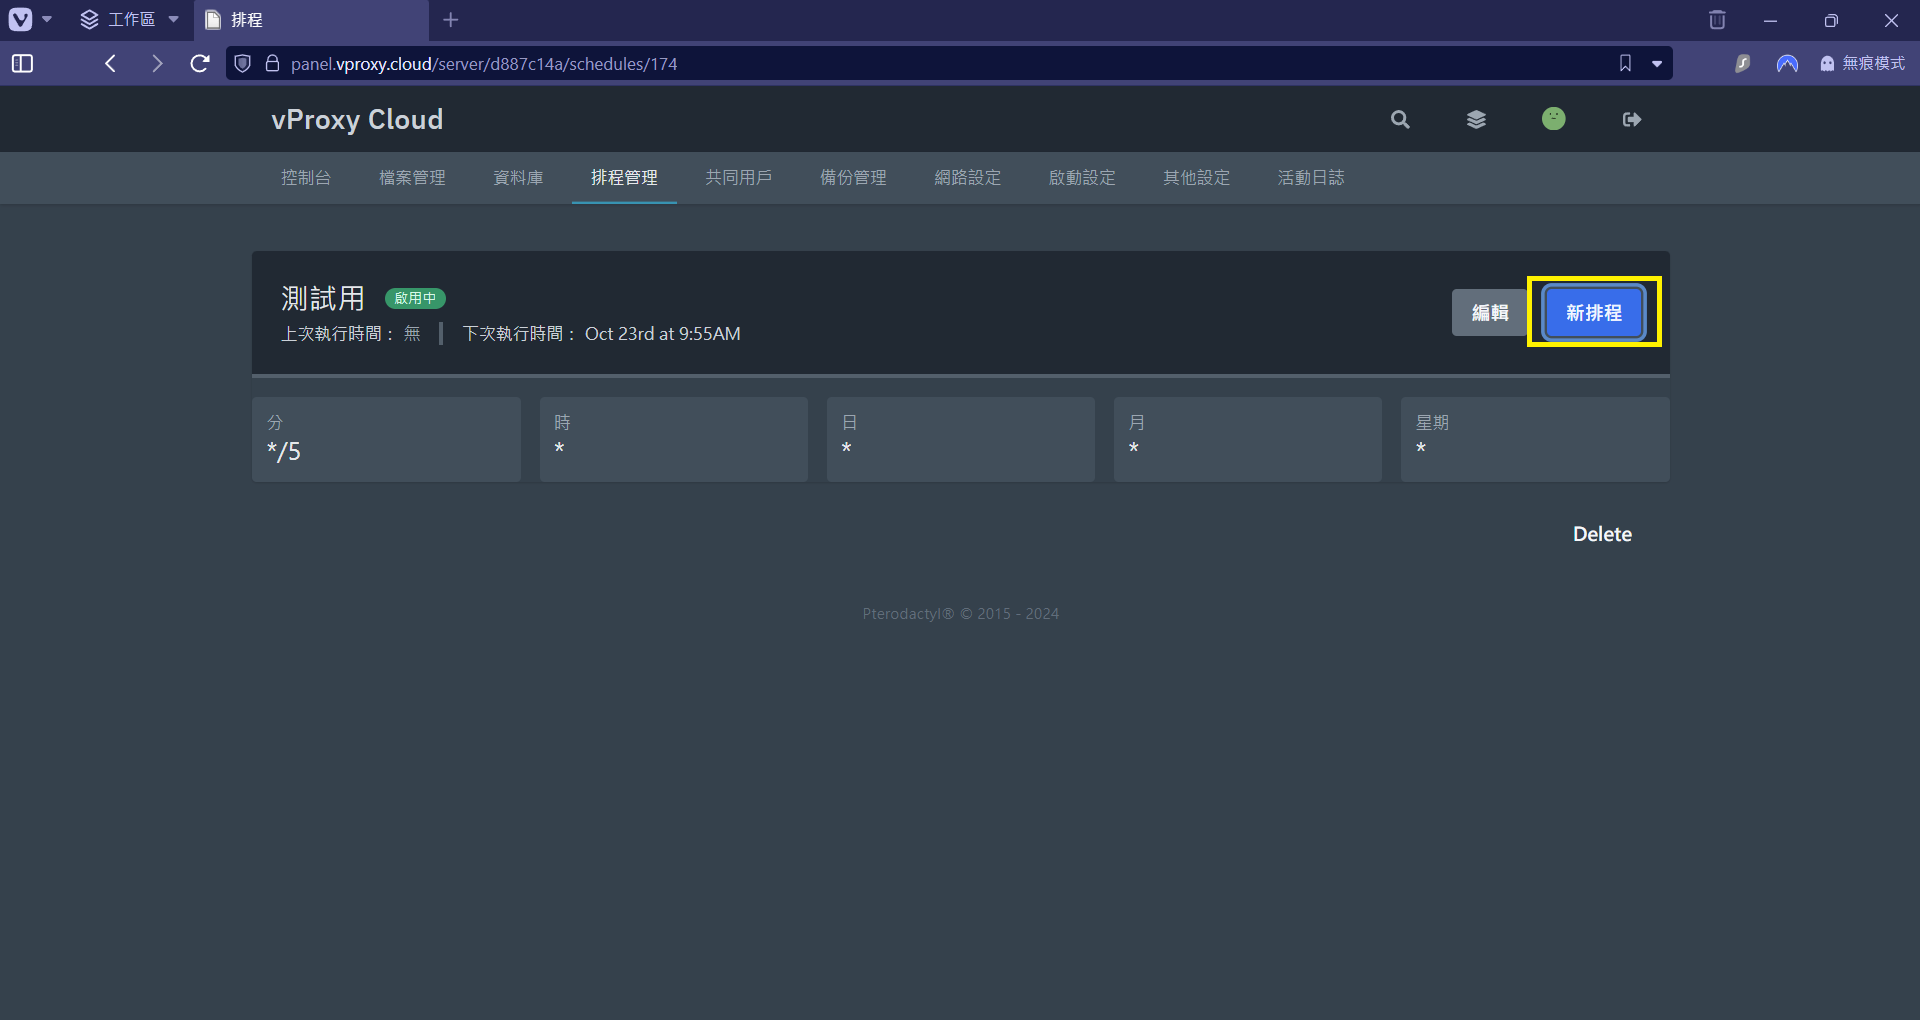 工作區
排程
panel.vproxy.cloud/server/d887c14a/schedules/174
無痕模式
vProxy Cloud
控制台 檔案管理 資料庫 排程管理 共同用戶 備份管理 網路設定 啟動設定 其他設定 活動日誌
測試用 啟用中
上次執行時間： 無 下次執行時間： Oct 23rd at 9:55AM
編輯 新排程
分 時 日 月 星期
*/5 * * * *
Delete
Pterodactyl® © 2015 - 2024